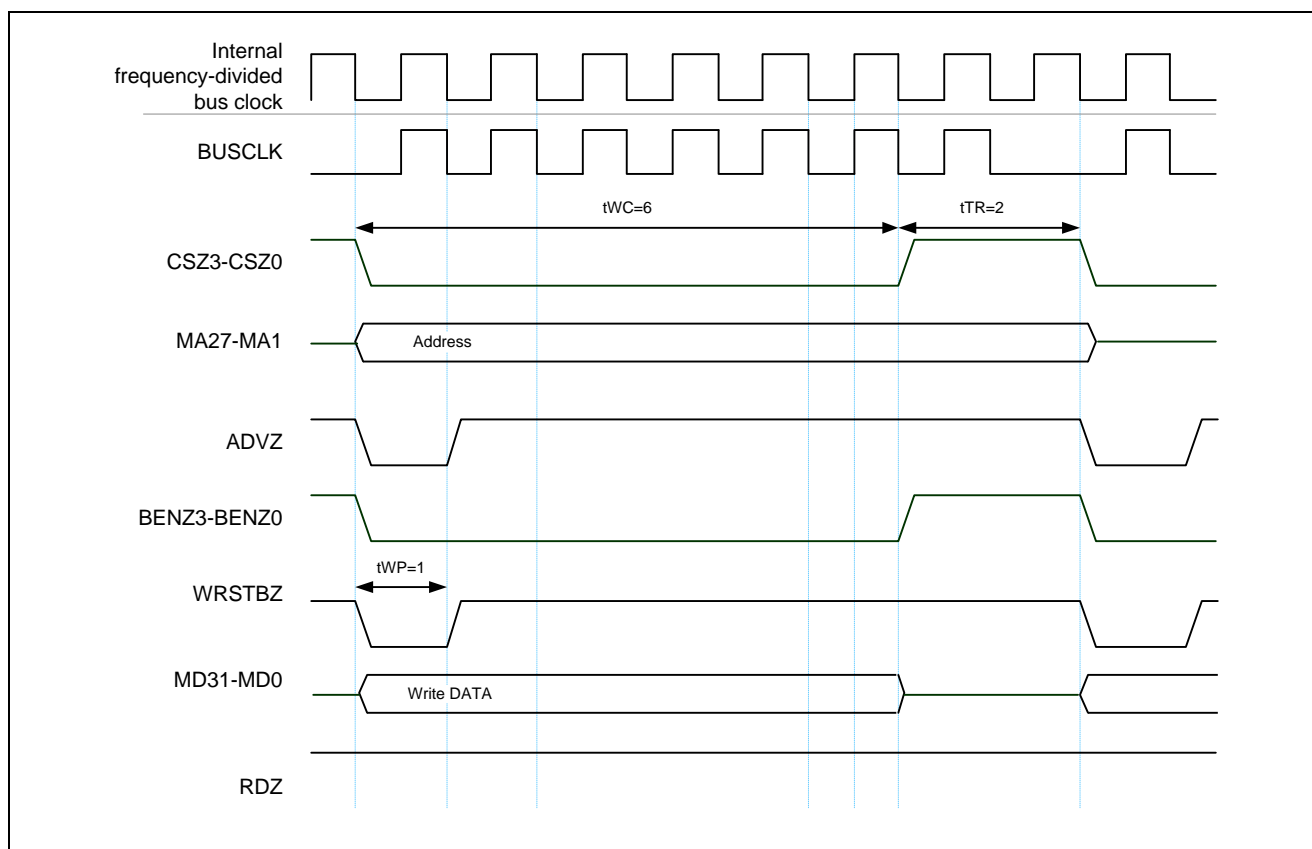 Internal
frequency-divided
bus clock
BUSCLK
tWC=6
tTR=2
CSZ3-CSZ0
MA27-MA1
Address
ADVZ
BENZ3-BENZ0
tWP=1
WRSTBZ
MD31-MD0
Write DATA
RDZ